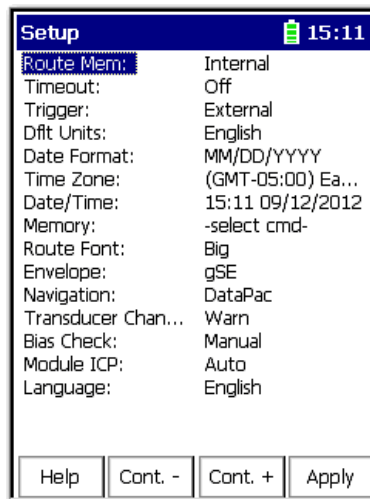 Setup 15:11
Route Mem: Internal
Timeout: Off
Trigger: External
Dflt Units: English
Date Format: MM/DD/YYYY
Time Zone: (GMT-05:00) Ea...
Date/Time: 15:11 09/12/2012
Memory: -select cmd-
Route Font: Big
Envelope: gSE
Navigation: DataPac
Transducer Chan... Warn
Bias Check: Manual
Module ICP: Auto
Language: English
Help Cont. - Cont. + Apply